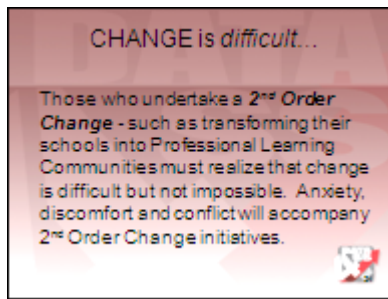 CHANGE is difficult...
Those who undertake a 2nd Order
Change - such as transforming their
schools into Professional Learning
Communities must realize that change
is difficult but not impossible. Anxiety,
discomfort and conflict will accompany
2nd Order Change initiatives.